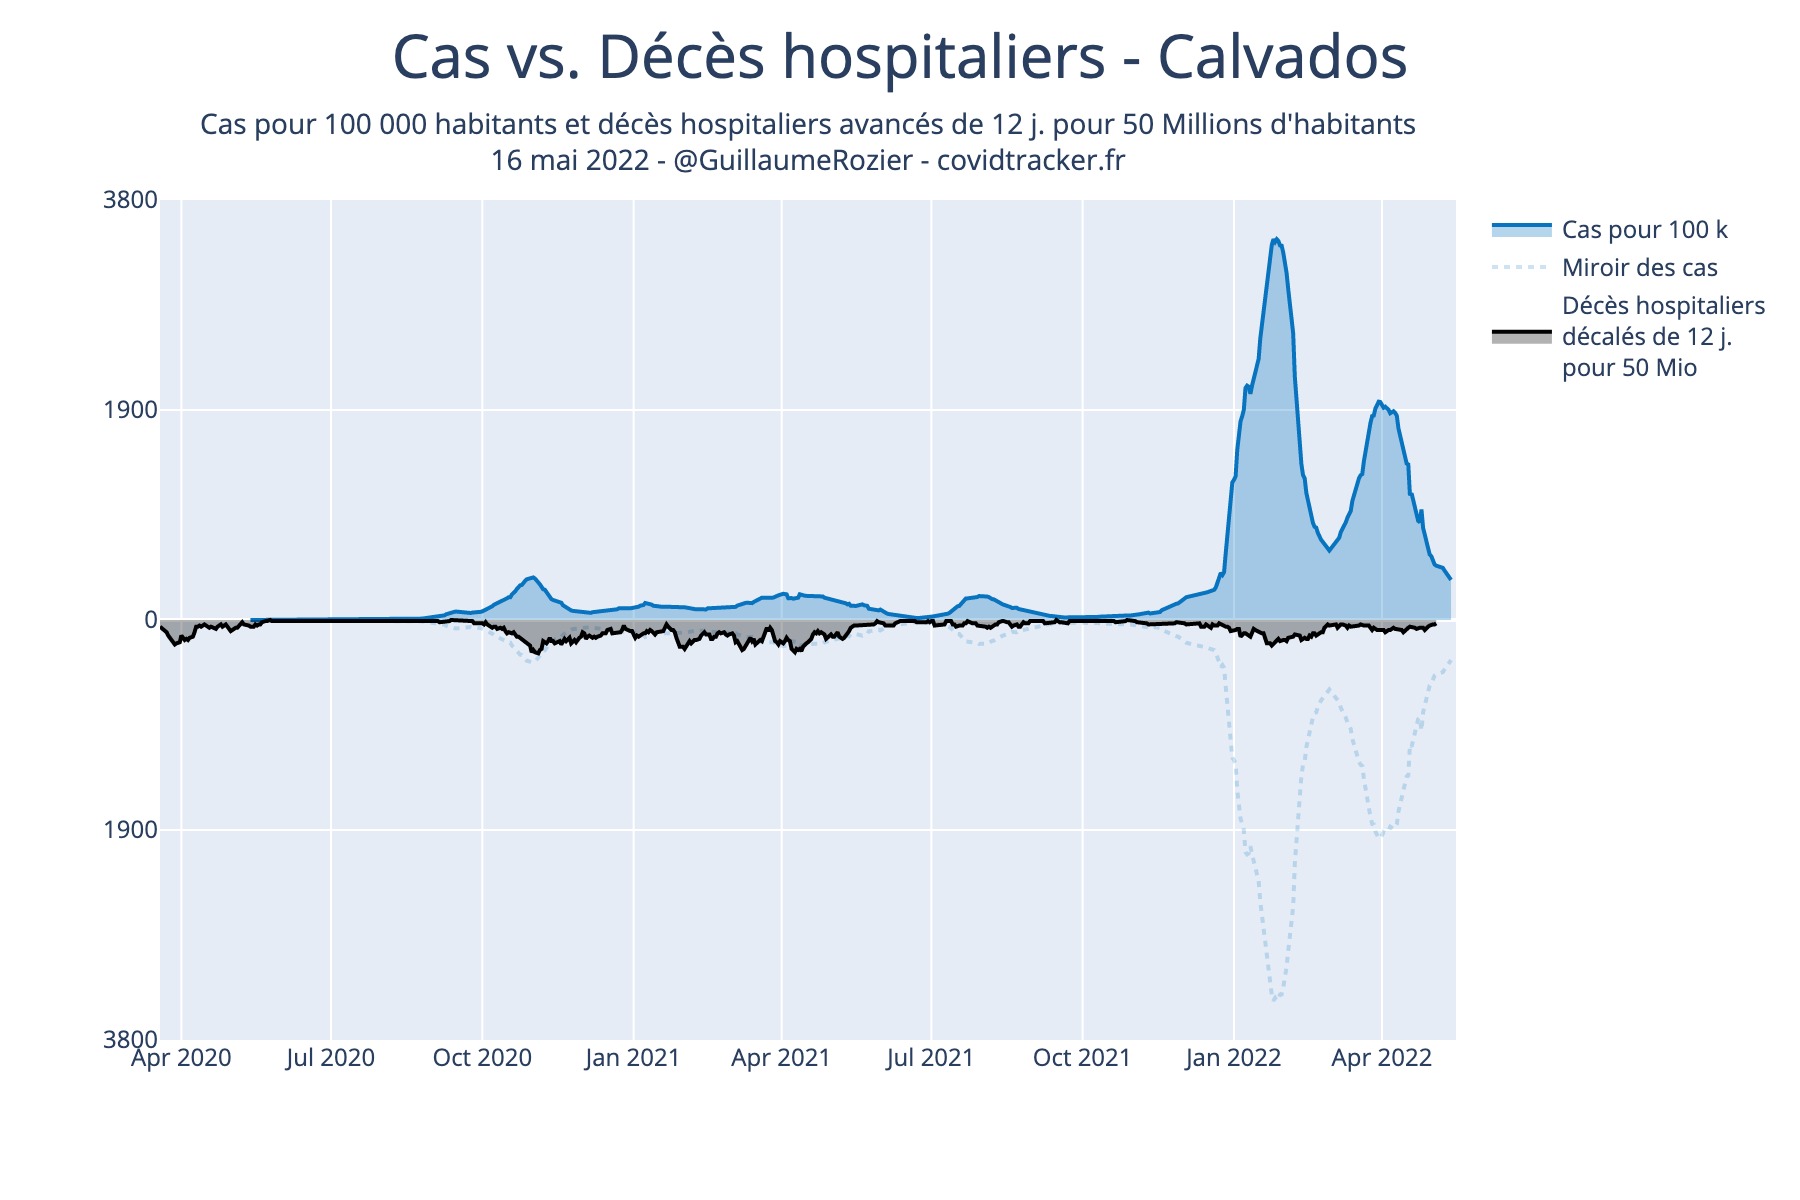 Cas vs. Décès hospitaliers - Calvados
Cas pour 100 000 habitants et décès hospitaliers avancés de 12 j. pour 50 Millions d'habitants
16 mai 2022 - @GuillaumeRozier - covidtracker.fr
3800
1900
0
1900
3800
Apr 2020
Jul 2020
Oct 2020
Jan 2021
Apr 2021
Jul 2021
Oct 2021
Jan 2022
Apr 2022
Cas pour 100 k
Miroir des cas
Décès hospitaliers
décalés de 12 j.
pour 50 Mio